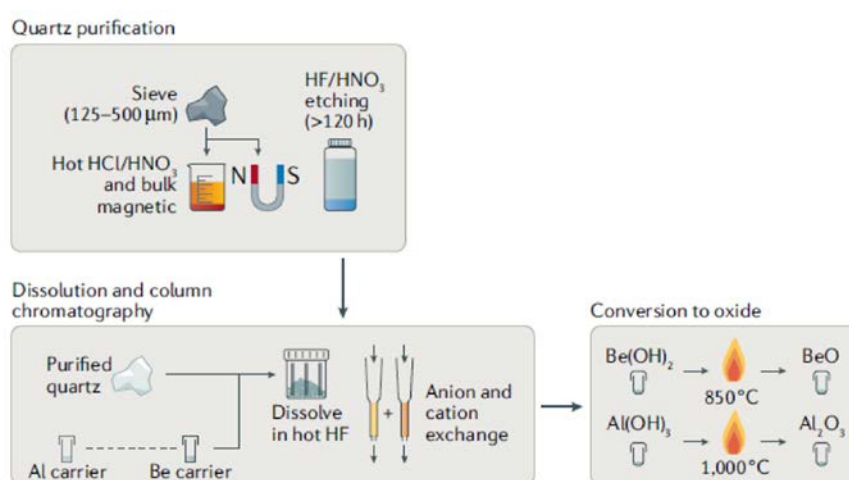 Quartz purification
Sieve
(125–500 μm)
HF/HNO₃
etching
(>120 h)
Hot HCl/HNO₃
and bulk
magnetic
N S
Dissolution and column
chromatography
Purified
quartz
Al carrier
Be carrier
Dissolve
in hot HF
+
Anion and
cation
exchange
Conversion to oxide
Be(OH)₂
850 °C
BeO
Al(OH)₃
1,000 °C
Al₂O₃